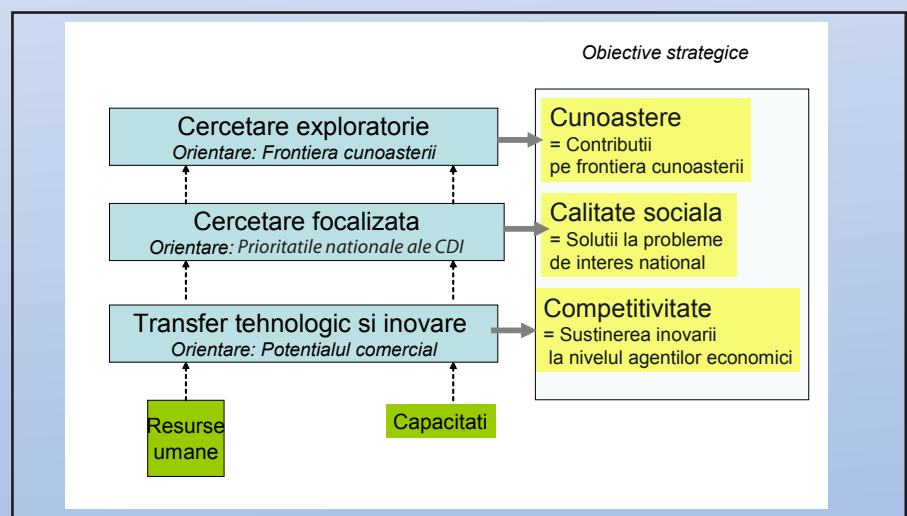 Obiective strategice
Cercetare exploratorie
Orientare: Frontiera cunoasterii
Cunoastere
= Contributii
pe frontiera cunoasterii
Cercetare focalizata
Orientare: Prioritatile nationale ale CDI
Calitate sociala
= Solutii la probleme
de interes national
Transfer tehnologic si inovare
Orientare: Potentialul comercial
Competitivitate
= Sustinerea inovarii
la nivelul agentilor economici
Resurse
umane
Capacitati